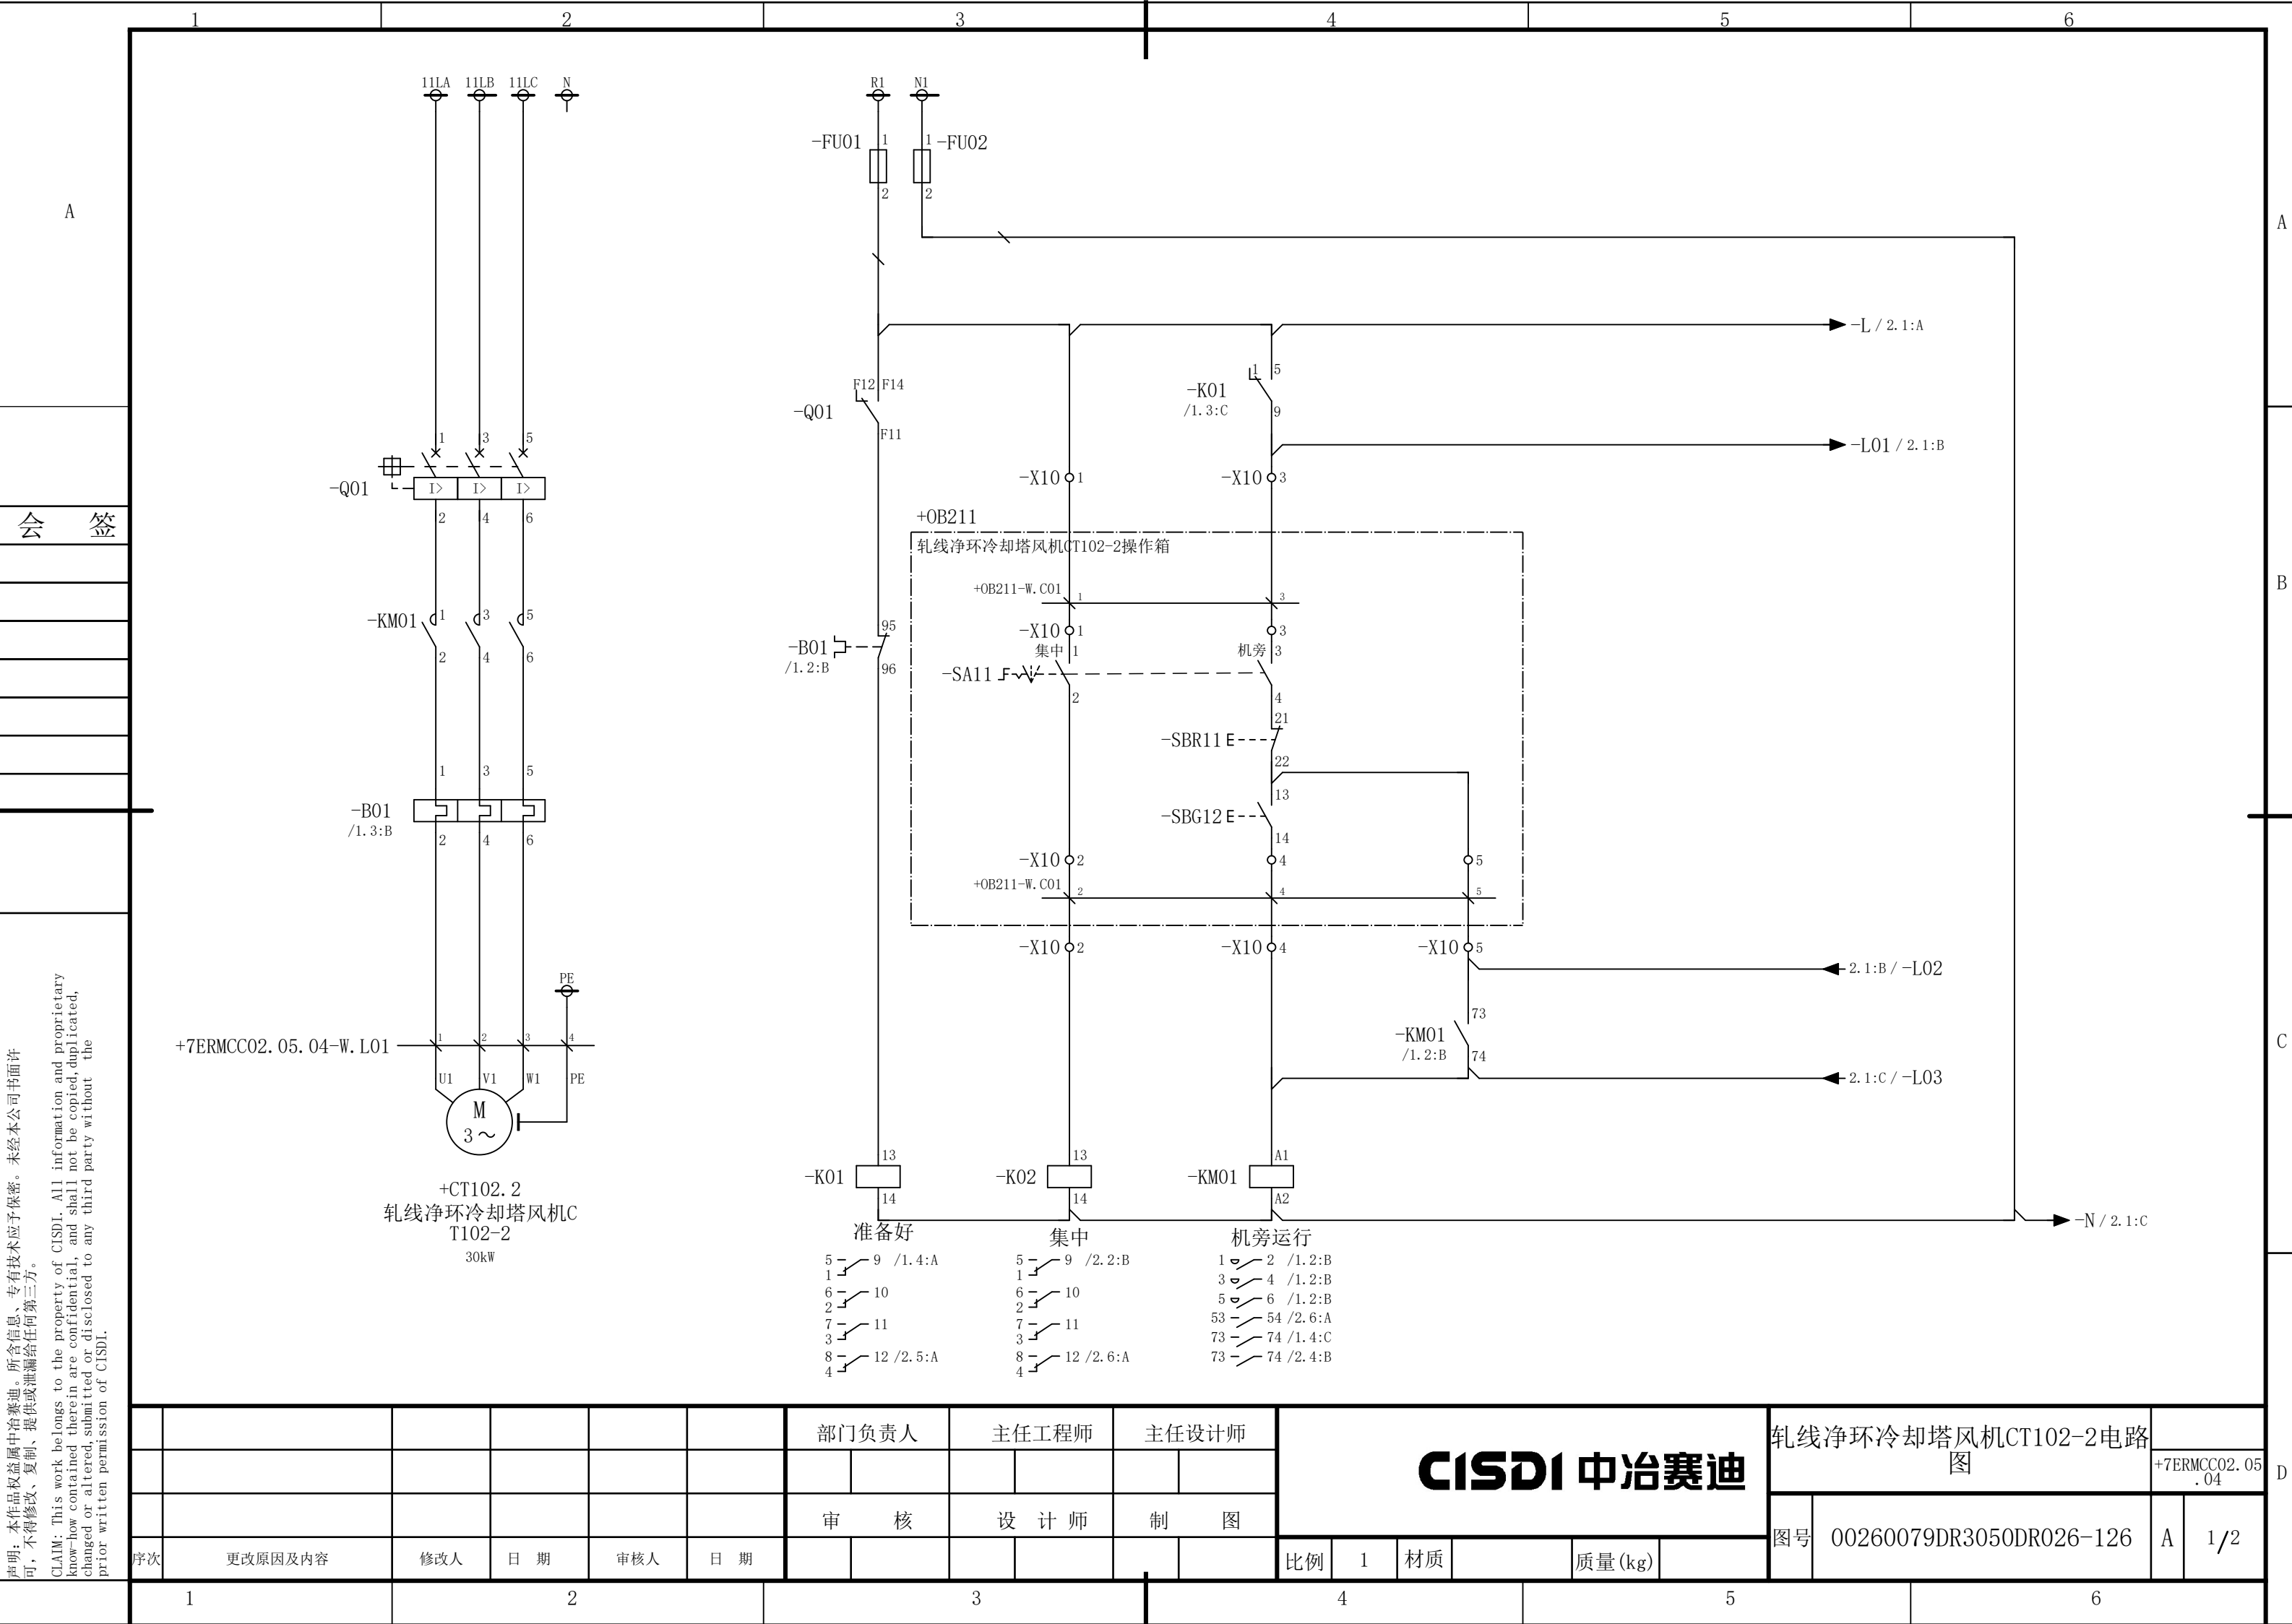 1 2 3 4 5 6
A
A
11LA 11LB 11LC N
R1 N1
-FU01 1
1 -FU02
2 2
-L / 2.1:A
F12 F14
-Q01
F11
-K01
/1.3:C
1 5
9
-L01 / 2.1:B
1 3 5
-Q01
I> I> I>
2 4 6
-X10 1
-X10 3
会 签
+OB211
轧线净环冷却塔风机CT102-2操作箱
B
+OB211-W.C01
1 3
-KM01 1 3 5
2 4 6
-B01
/1.2:B
95
96
-X10 1
3
集中 1
机旁 3
-SA11
2 4
21
-SBR11
22
13
-SBG12
14
1 3 5
-B01
/1.3:B
2 4 6
-X10 2
4
5
+OB211-W.C01
2 4 5
-X10 2
-X10 4
-X10 5
2.1:B / -L02
PE
73
-KM01
/1.2:B
74
C
2.1:C / -L03
+7ERMCC02.05.04-W.L01
1 2 3 4
U1 V1 W1 PE
M
3~
13 13 A1
-K01 -K02 -KM01
14 14 A2
-N / 2.1:C
+CT102.2
轧线净环冷却塔风机C
T102-2
30kW
准备好
5 9 /1.4:A
1
6 10
2
7 11
3
8 12 /2.5:A
4
集中
5 9 /2.2:B
1
6 10
2
7 11
3
8 12 /2.6:A
4
机旁运行
1 2 /1.2:B
3 4 /1.2:B
5 6 /1.2:B
53 54 /2.6:A
73 74 /1.4:C
73 74 /2.4:B
声明: 本作品权益属中冶赛迪。所含信息、专有技术应予保密。未经本公司书面许
可, 不得修改、复制、提供或泄漏给任何第三方。
CLAIM: This work belongs to the property of CISDI. All information and proprietary
know-how contained therein are confidential, and shall not be copied,duplicated,
changed or altered,submitted or disclosed to any third party without the
prior written permission of CISDI.
部门负责人 主任工程师 主任设计师
审 核 设 计 师 制 图
序次 更改原因及内容 修改人 日 期 审核人 日 期
CISDI 中冶赛迪
比例 1 材质 质量(kg)
轧线净环冷却塔风机CT102-2电路
图
+7ERMCC02.05
.04
D
图号 00260079DR3050DR026-126 A 1/2
1 2 3 4 5 6